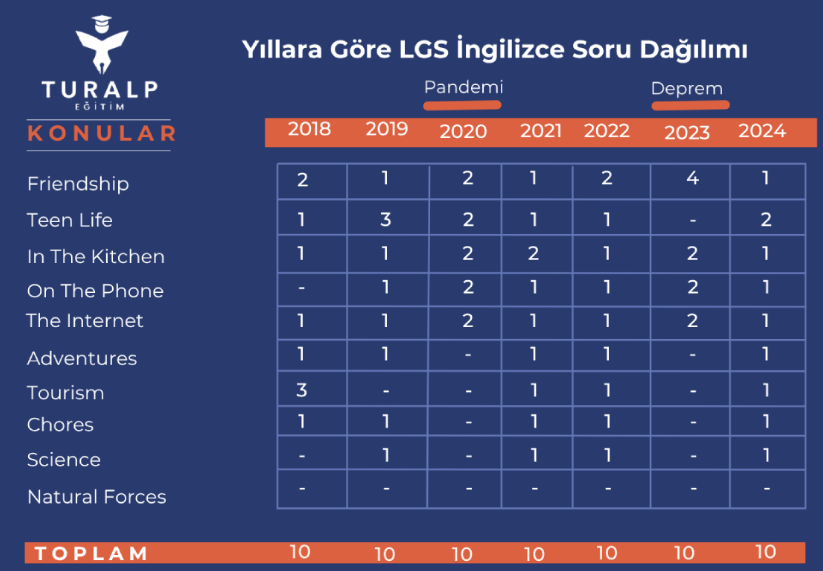 Yıllara Göre LGS İngilizce Soru Dağılımı
TURALP
EĞİTİM
Pandemi Deprem
KONULAR 2018 2019 2020 2021 2022 2023 2024
Friendship 2 1 2 1 2 4 1
Teen Life 1 3 2 1 1 - 2
In The Kitchen 1 1 2 2 1 2 1
On The Phone - 1 2 1 1 2 1
The Internet 1 1 2 1 1 2 1
Adventures 1 1 - 1 1 - 1
Tourism 3 - - 1 1 - 1
Chores 1 1 - 1 1 - 1
Science - 1 - 1 1 - 1
Natural Forces - - - - - - -
TOPLAM 10 10 10 10 10 10 10